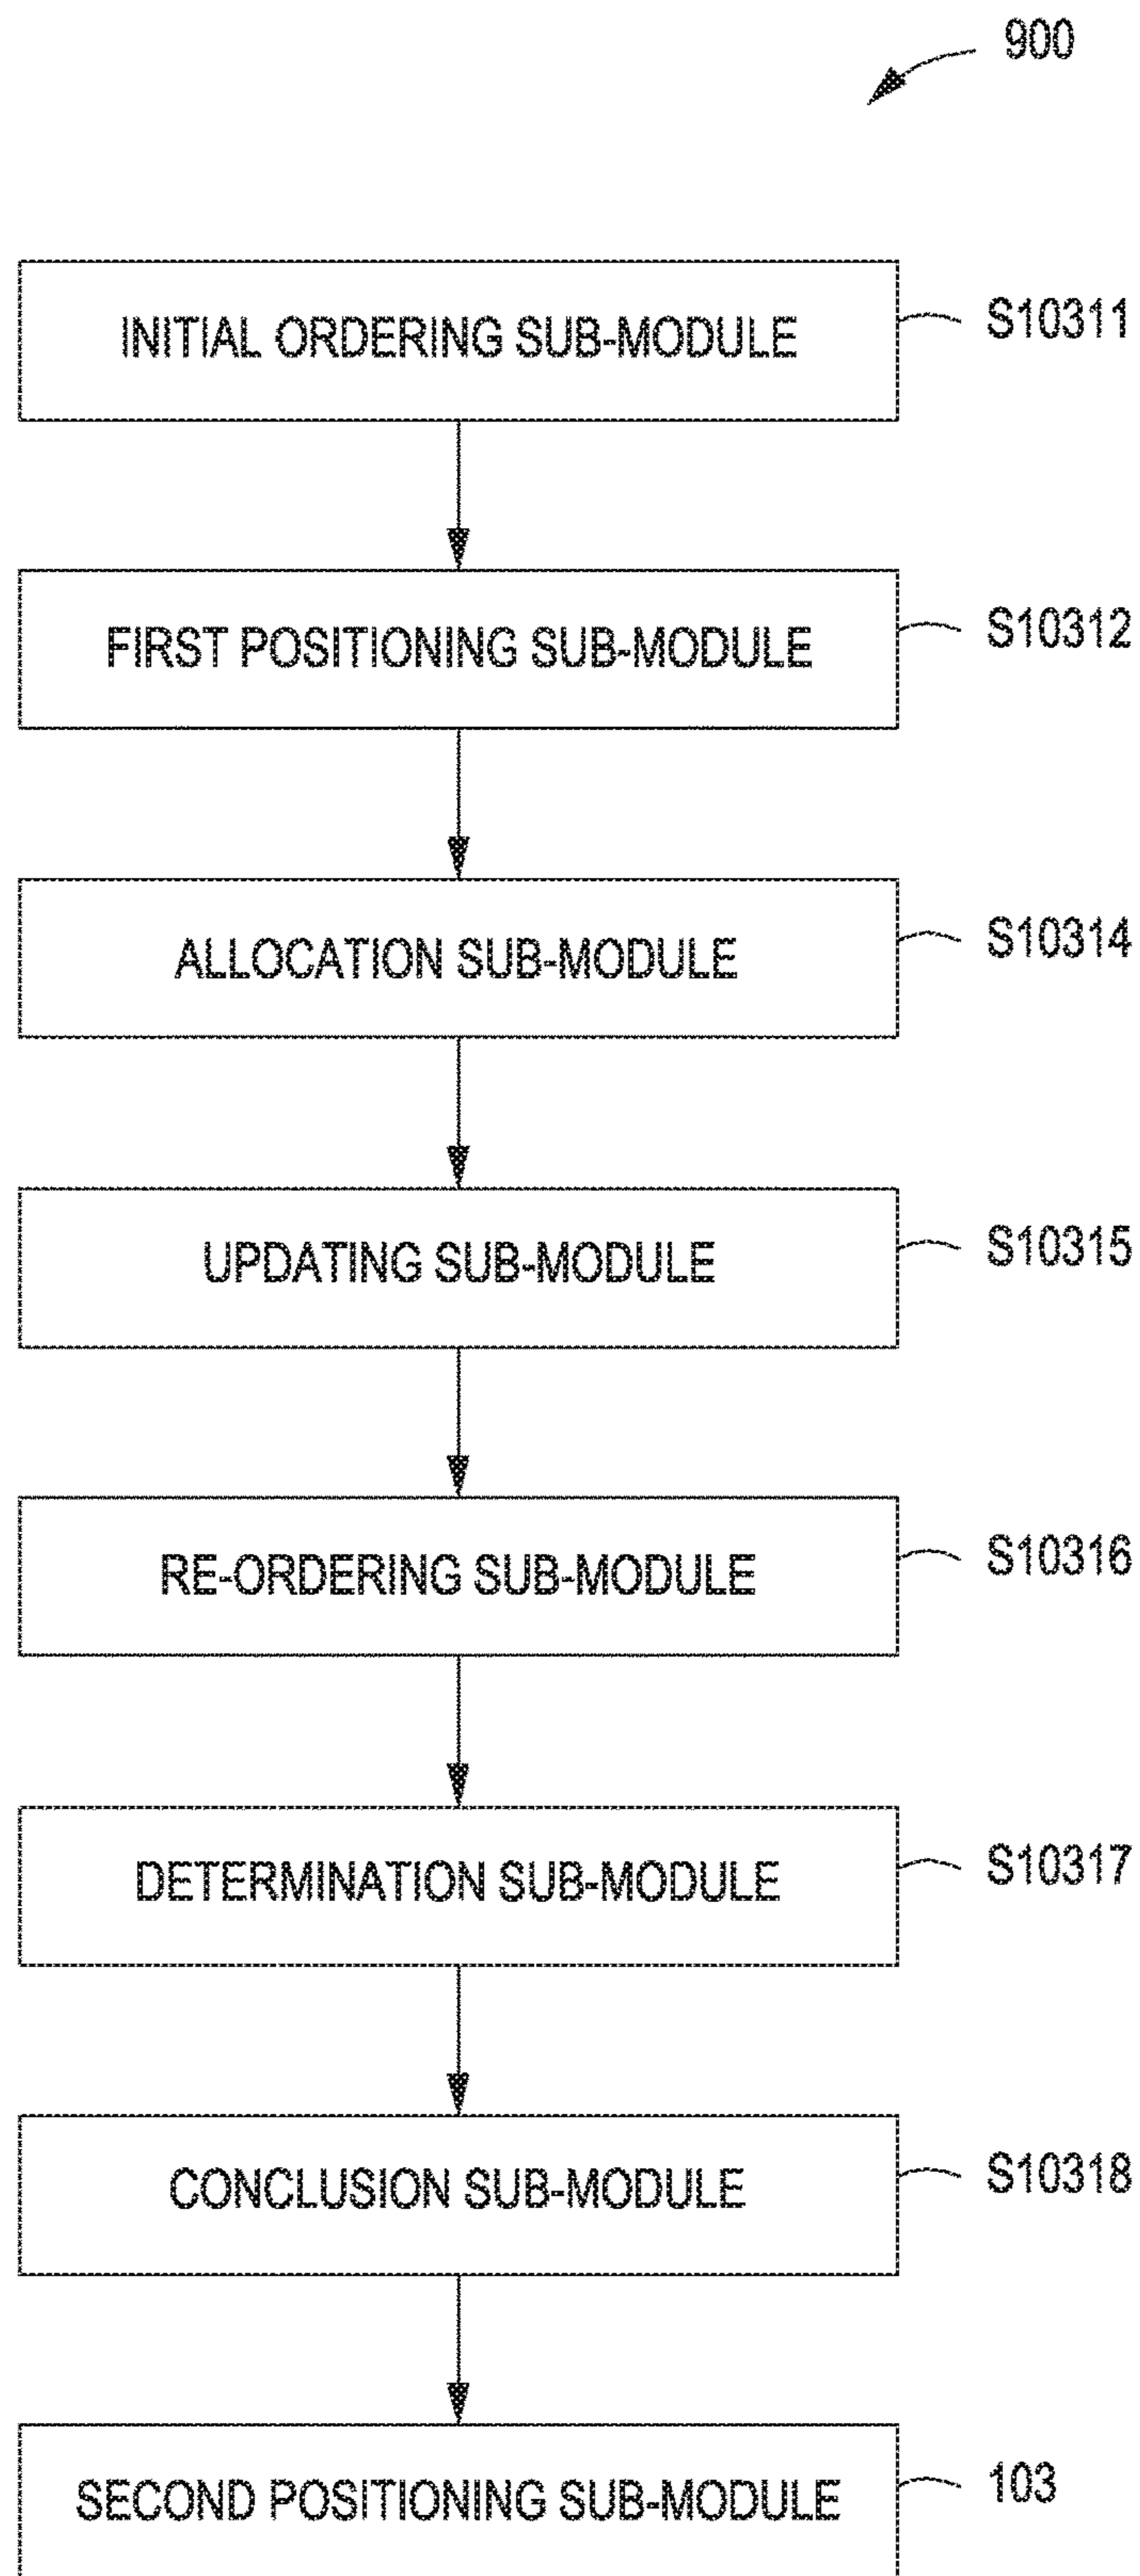 900
INITIAL ORDERING SUB-MODULE
S10311
FIRST POSITIONING SUB-MODULE
S10312
ALLOCATION SUB-MODULE
S10314
UPDATING SUB-MODULE
S10315
RE-ORDERING SUB-MODULE
S10316
DETERMINATION SUB-MODULE
S10317
CONCLUSION SUB-MODULE
S10318
SECOND POSITIONING SUB-MODULE
103